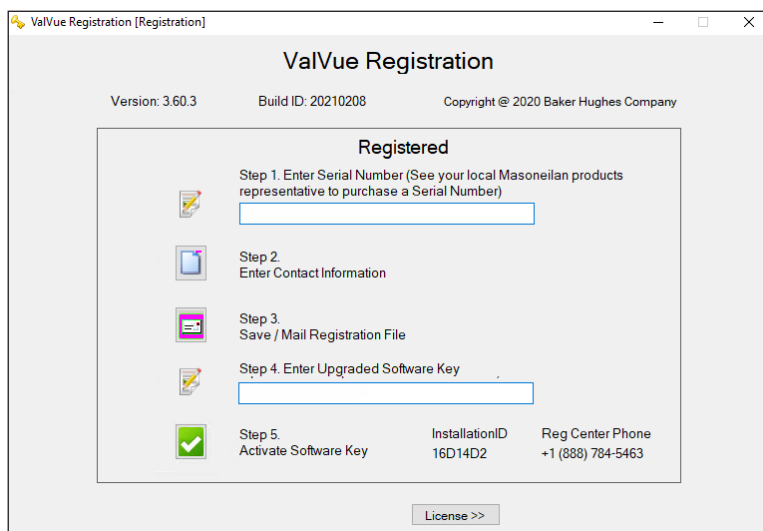 ValVue Registration [Registration]
ValVue Registration
Version: 3.60.3 Build ID: 20210208 Copyright @ 2020 Baker Hughes Company
Registered
Step 1. Enter Serial Number (See your local Masoneilan products
representative to purchase a Serial Number)
Step 2.
Enter Contact Information
Step 3.
Save / Mail Registration File
Step 4. Enter Upgraded Software Key
Step 5. InstallationID Reg Center Phone
Activate Software Key 16D14D2 +1 (888) 784-5463
License >>